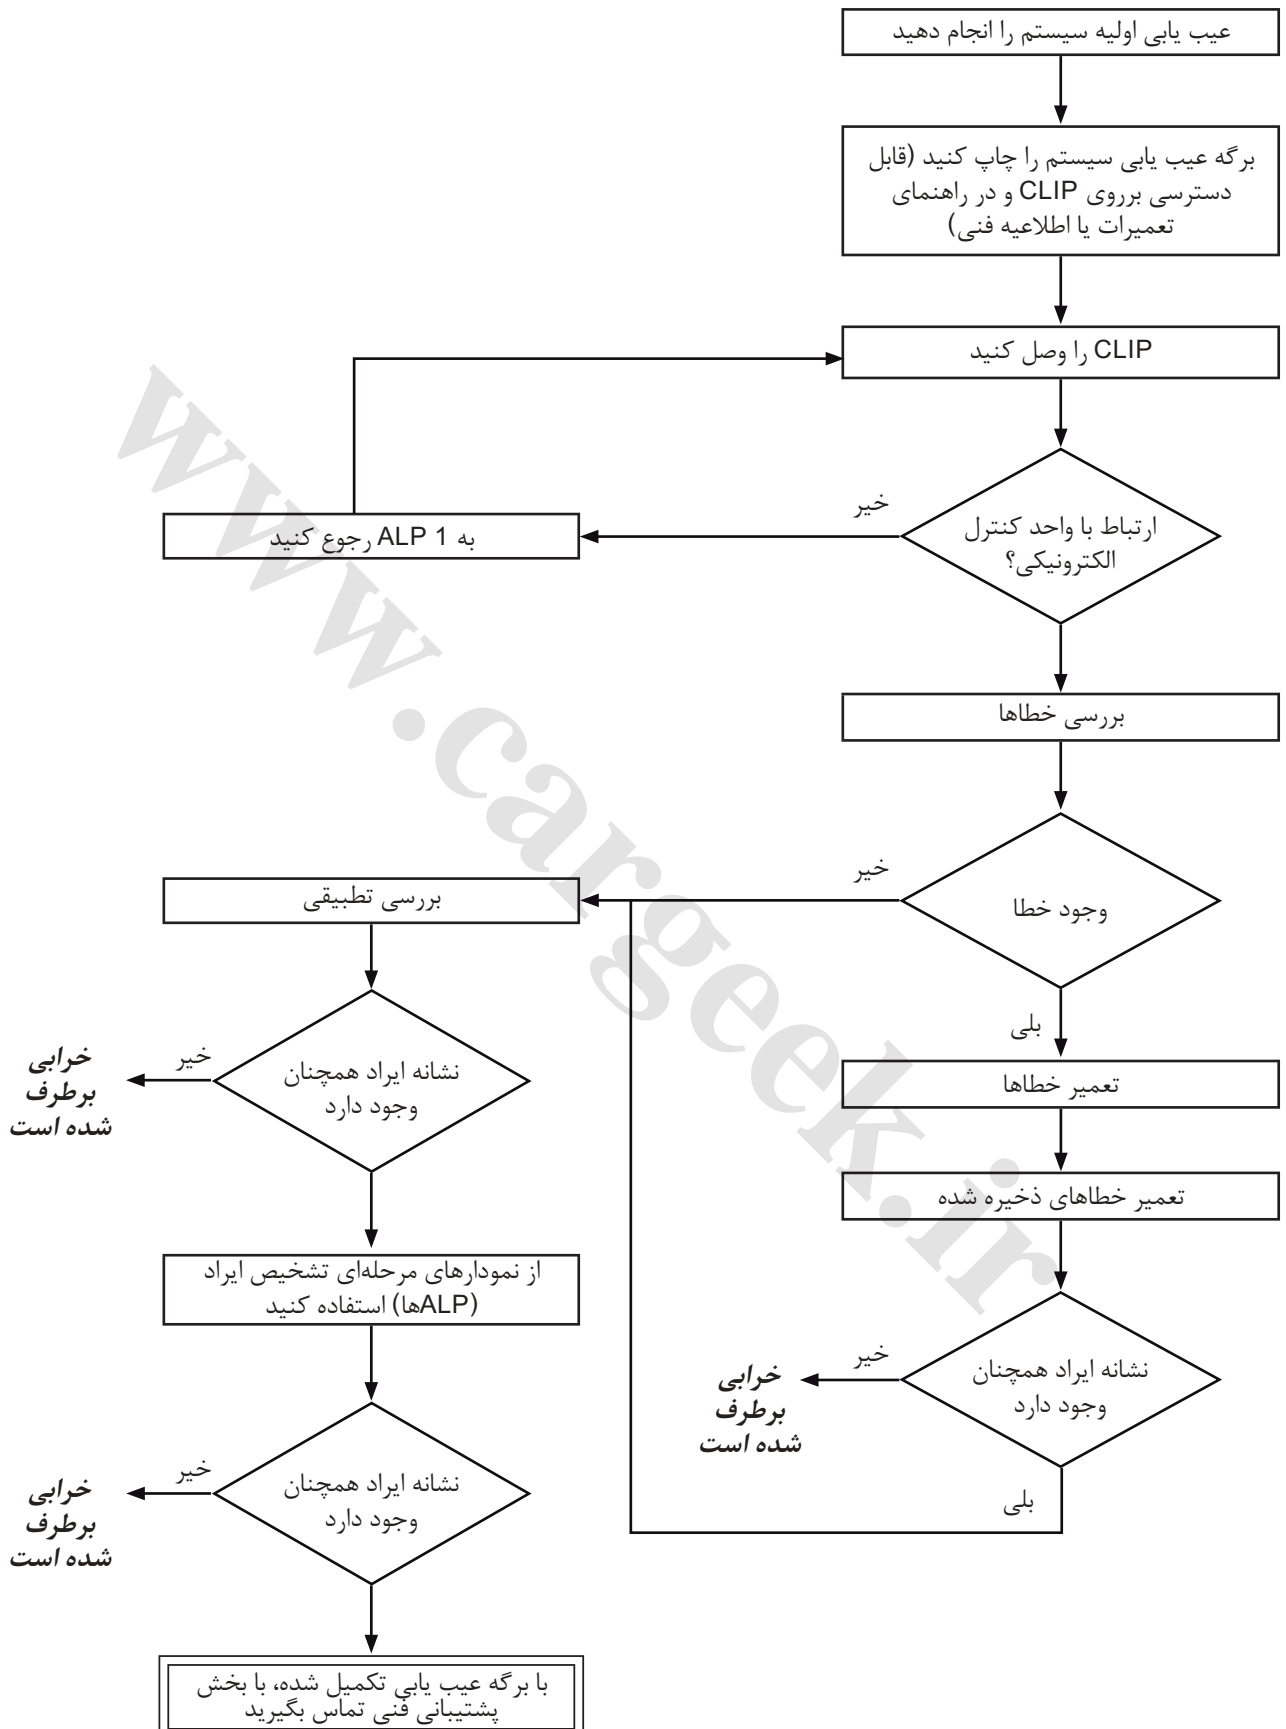 عیب یابی اولیه سیستم را انجام دهید
برگه عیب یابی سیستم را چاپ کنید (قابل
دسترسی برروی CLIP و در راهنمای
تعمیرات یا اطلاعیه فنی)
CLIP را وصل کنید
ارتباط با واحد کنترل
الکترونیکی؟
خیر
به ALP 1 رجوع کنید
بررسی خطاها
وجود خطا
خیر
بررسی تطبیقی
بلی
تعمیر خطاها
تعمیر خطاهای ذخیره شده
نشانه ایراد همچنان
وجود دارد
خیر
خرابی
برطرف
شده است
بلی
نشانه ایراد همچنان
وجود دارد
خیر
خرابی
برطرف
شده است
از نمودارهای مرحله‌ای تشخیص ایراد
(ALPها) استفاده کنید
نشانه ایراد همچنان
وجود دارد
خیر
خرابی
برطرف
شده است
با برگه عیب یابی تکمیل شده، با بخش
پشتیبانی فنی تماس بگیرید
www.cargeek.ir